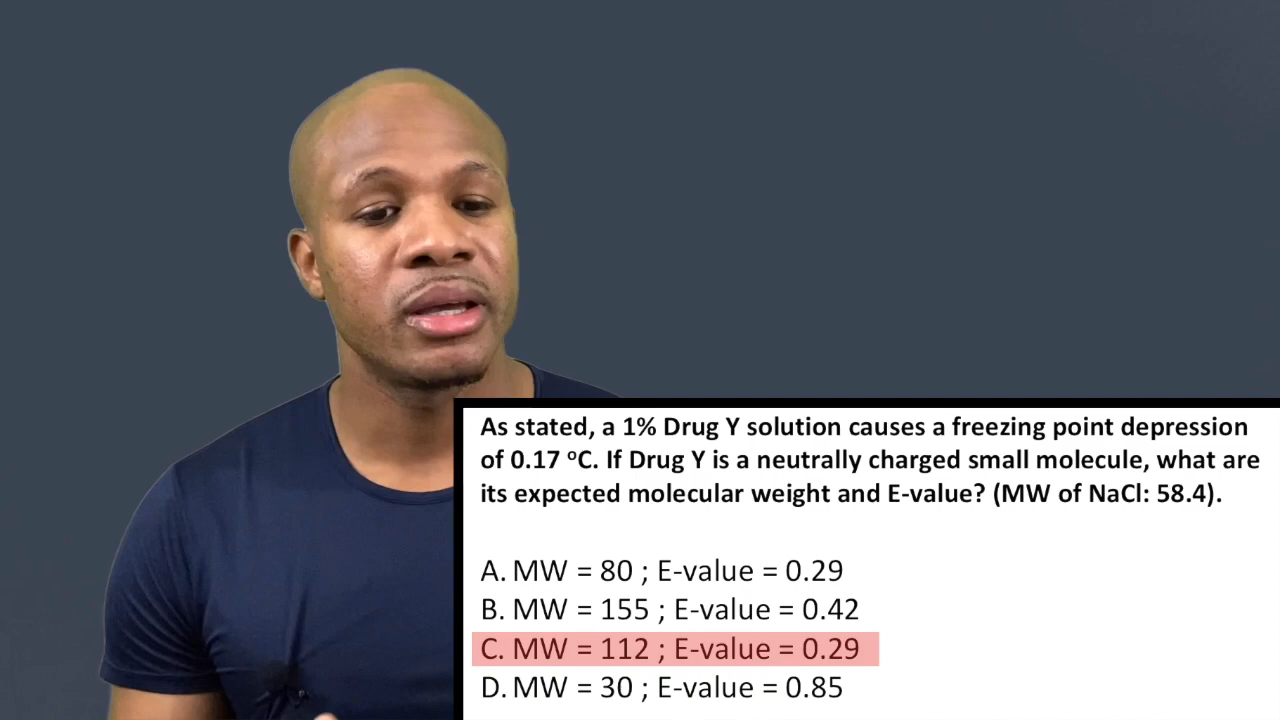 As stated, a 1% Drug Y solution causes a freezing point depression
of 0.17 ºC. If Drug Y is a neutrally charged small molecule, what are
its expected molecular weight and E-value? (MW of NaCl: 58.4).
A. MW = 80 ; E-value = 0.29
B. MW = 155 ; E-value = 0.42
C. MW = 112 ; E-value = 0.29
D. MW = 30 ; E-value = 0.85